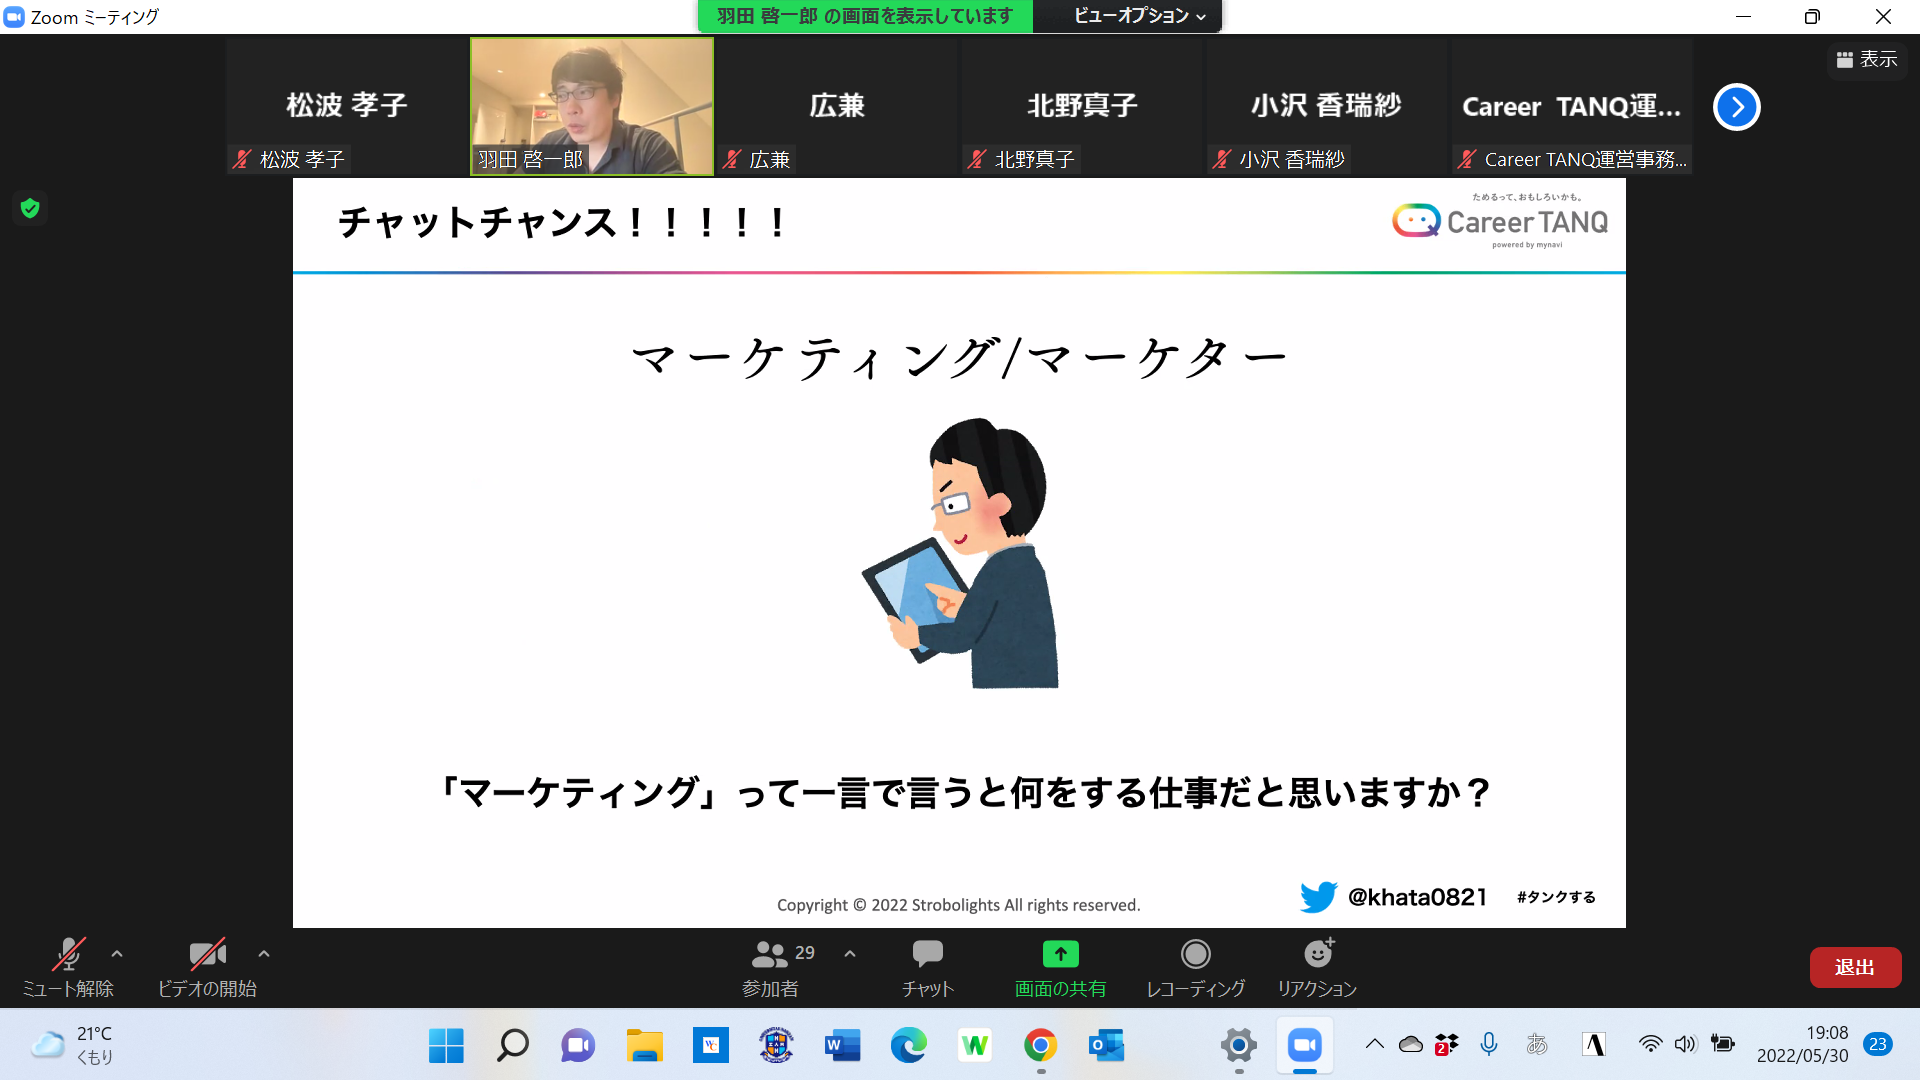 Zoom ミーティング
羽田 啓一郎 の画面を表示しています
ビューオプション
表示
松波 孝子
広兼
北野真子
小沢 香瑞紗
Career TANQ運...
松波 孝子
羽田 啓一郎
広兼
北野真子
小沢 香瑞紗
Career TANQ運営事務...
チャットチャンス！！！！！
ためるって、おもしろいかも。
Career TANQ
powered by mynavi
マーケティング/マーケター
「マーケティング」って一言で言うと何をする仕事だと思いますか？
Copyright © 2022 Strobolights All rights reserved.
@khata0821
#タンクする
ミュート解除
ビデオの開始
29
参加者
チャット
画面の共有
レコーディング
リアクション
退出
21°C
くもり
2
あ
19:08
2022/05/30
23